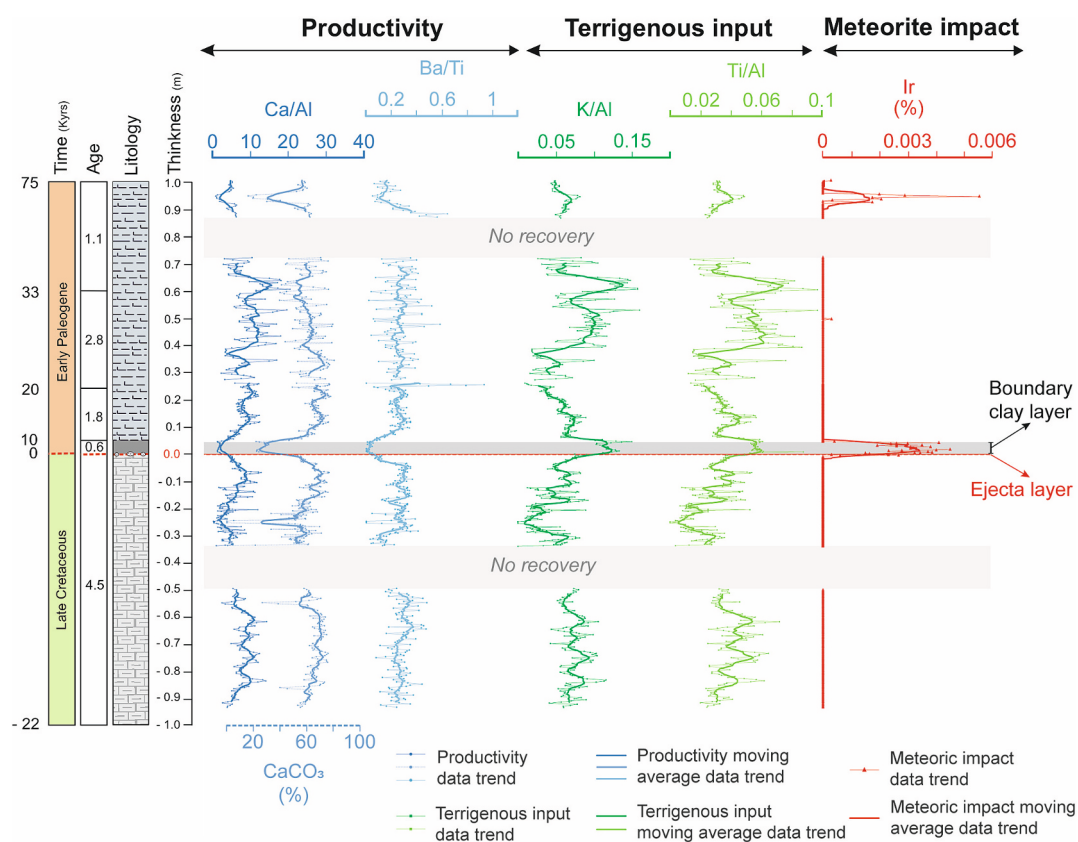 Productivity
Terrigenous input
Meteorite impact
Ba/Ti
Ti/Al
Ca/Al
K/Al
Ir
(%)
0.2 0.6 1
0.02 0.06 0.1
0 10 20 30 40
0.05 0.15
0 0.003 0.006
Time (Kyrs)
Age
Litology
Thinkness (m)
75
33
20
10
0
- 22
Early Paleogene
Late Cretaceous
1.1
2.8
1.8
0.6
4.5
1.0
0.9
0.8
0.7
0.6
0.5
0.4
0.3
0.2
0.1
0.0
- 0.1
- 0.2
- 0.3
- 0.4
- 0.5
- 0.6
- 0.7
- 0.8
- 0.9
- 1.0
No recovery
No recovery
Boundary
clay layer
Ejecta layer
20 60 100
CaCO₃
(%)
Productivity
data trend
Productivity moving
average data trend
Meteoric impact
data trend
Terrigenous input
data trend
Terrigenous input
moving average data trend
Meteoric impact moving
average data trend